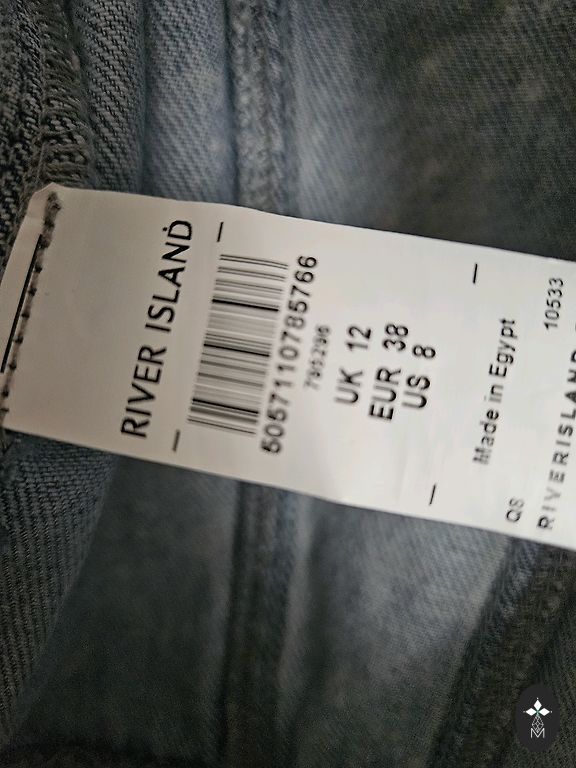 RIVER ISLAND
5057110785766
795296
UK 12
EUR 38
US 8
Made in Egypt
QS
10533
RIVERISLAND
M